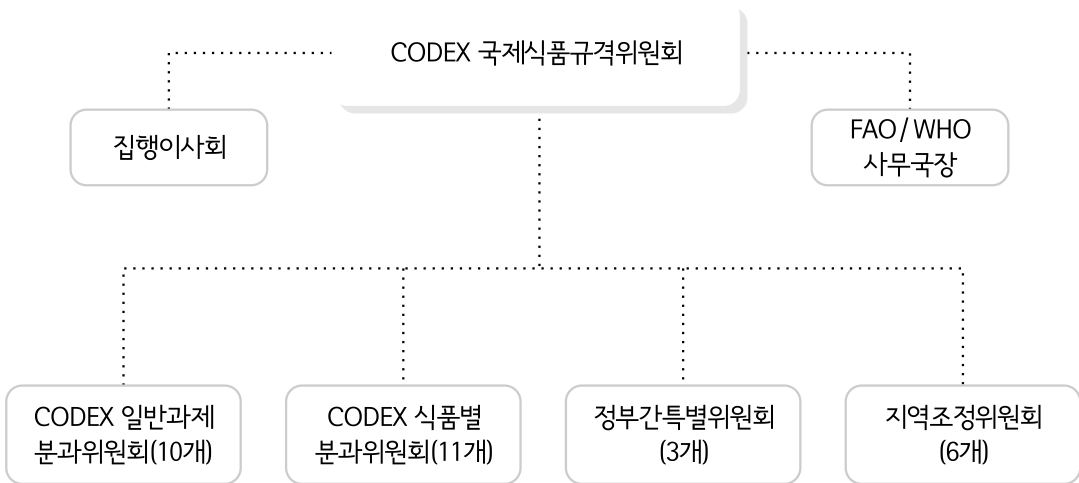 CODEX 국제식품규격위원회
집행이사회
FAO / WHO
사무국장
CODEX 일반과제
분과위원회(10개)
CODEX 식품별
분과위원회(11개)
정부간특별위원회
(3개)
지역조정위원회
(6개)